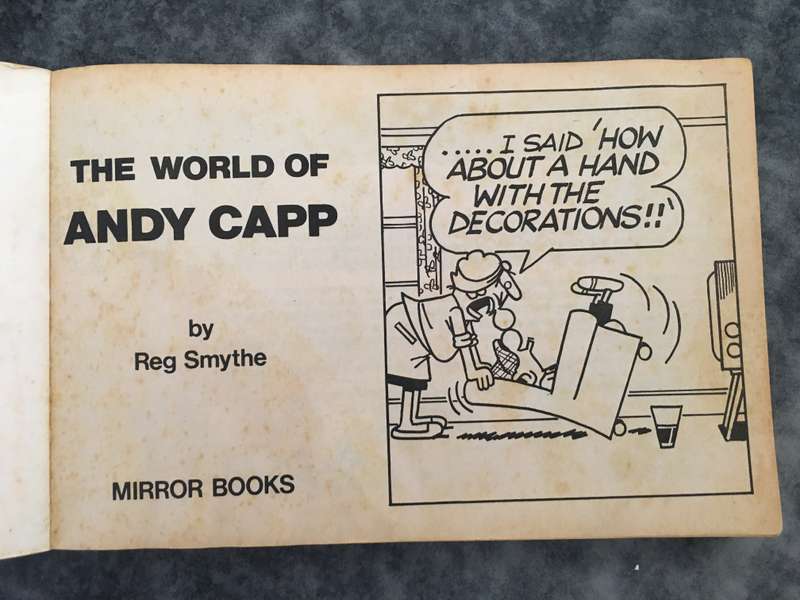 THE WORLD OF
ANDY CAPP
by
Reg Smythe
MIRROR BOOKS
.....I SAID 'HOW
ABOUT A HAND
WITH THE
DECORATIONS!!'